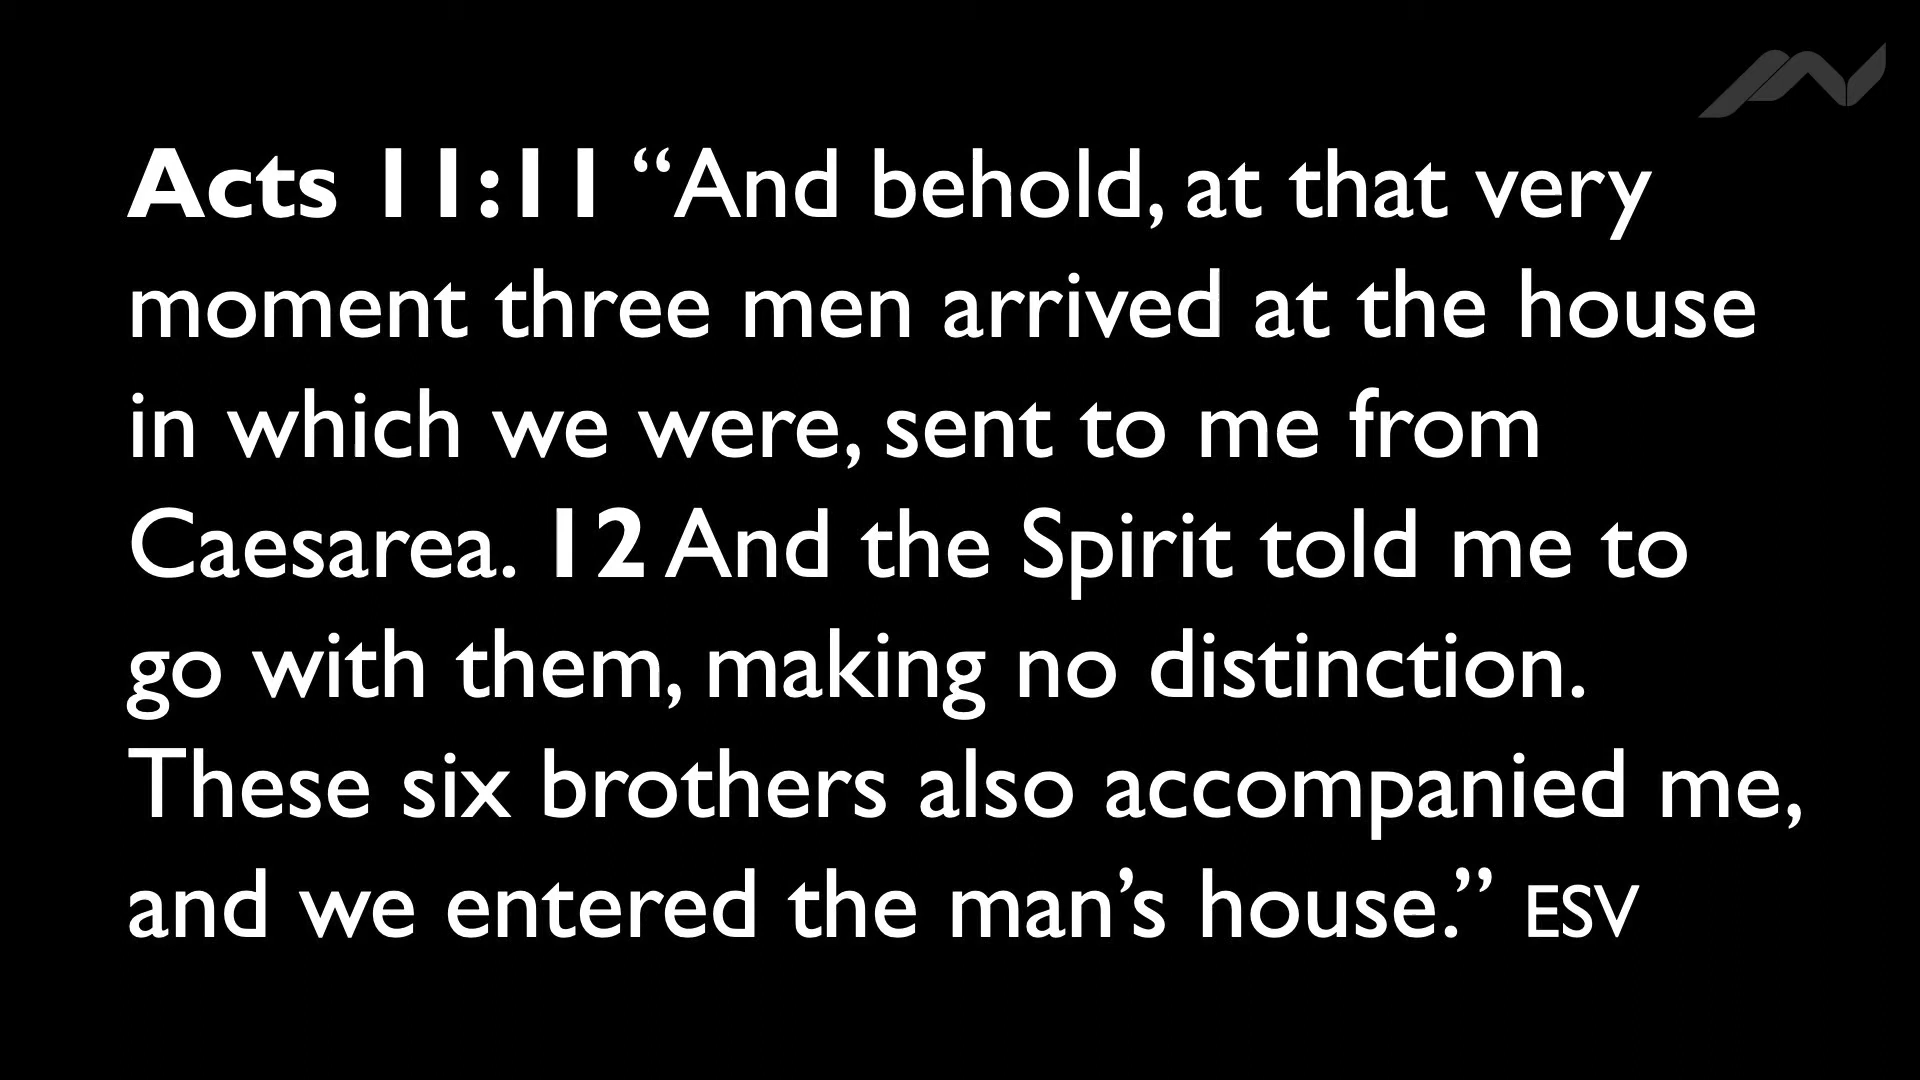 Acts 11:11 “And behold, at that very
moment three men arrived at the house
in which we were, sent to me from
Caesarea. 12 And the Spirit told me to
go with them, making no distinction.
These six brothers also accompanied me,
and we entered the man’s house.” ESV